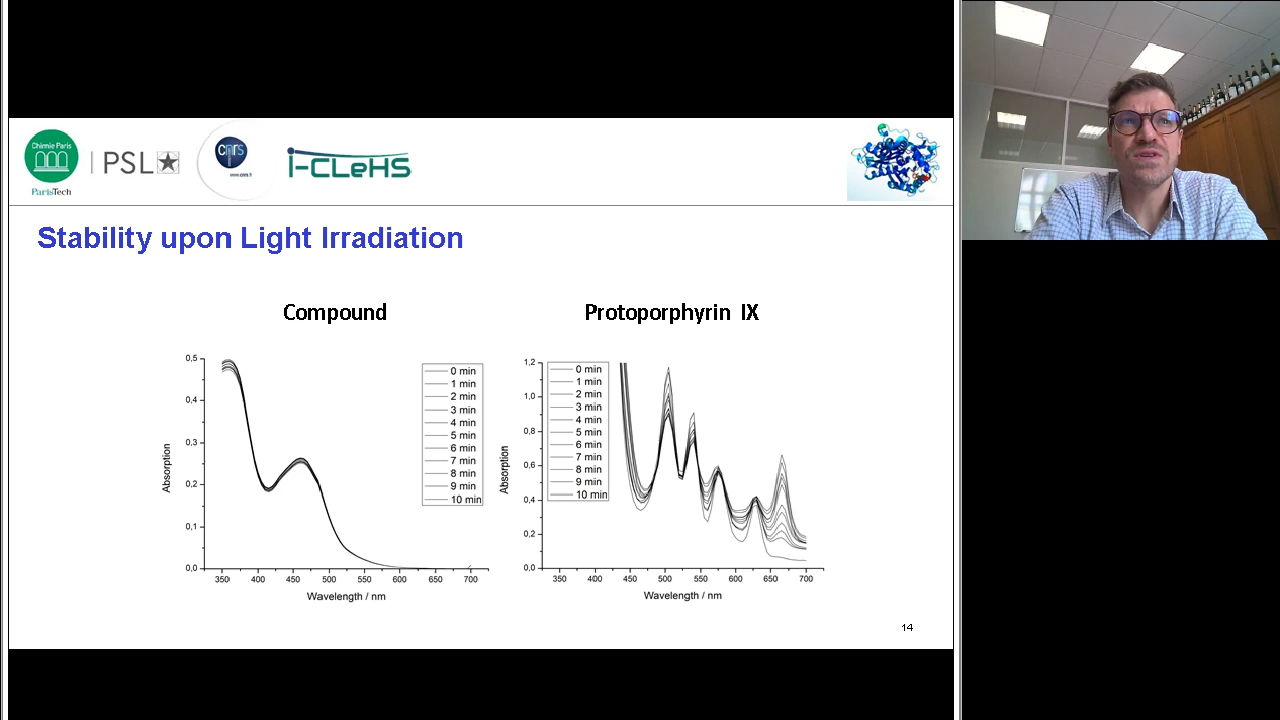 Chimie Paris
ParisTech
PSL
cnrs
www.cnrs.fr
i-CLeHS
Stability upon Light Irradiation
Compound
Protoporphyrin IX
0,5
0,4
0,3
0,2
0,1
0,0
Absorption
350
400
450
500
550
600
650
700
Wavelength / nm
0 min
1 min
2 min
3 min
4 min
5 min
6 min
7 min
8 min
9 min
10 min
1,2
1,0
0,8
0,6
0,4
0,2
0,0
Absorption
350
400
450
500
550
600
650
700
Wavelength / nm
0 min
1 min
2 min
3 min
4 min
5 min
6 min
7 min
8 min
9 min
10 min
14